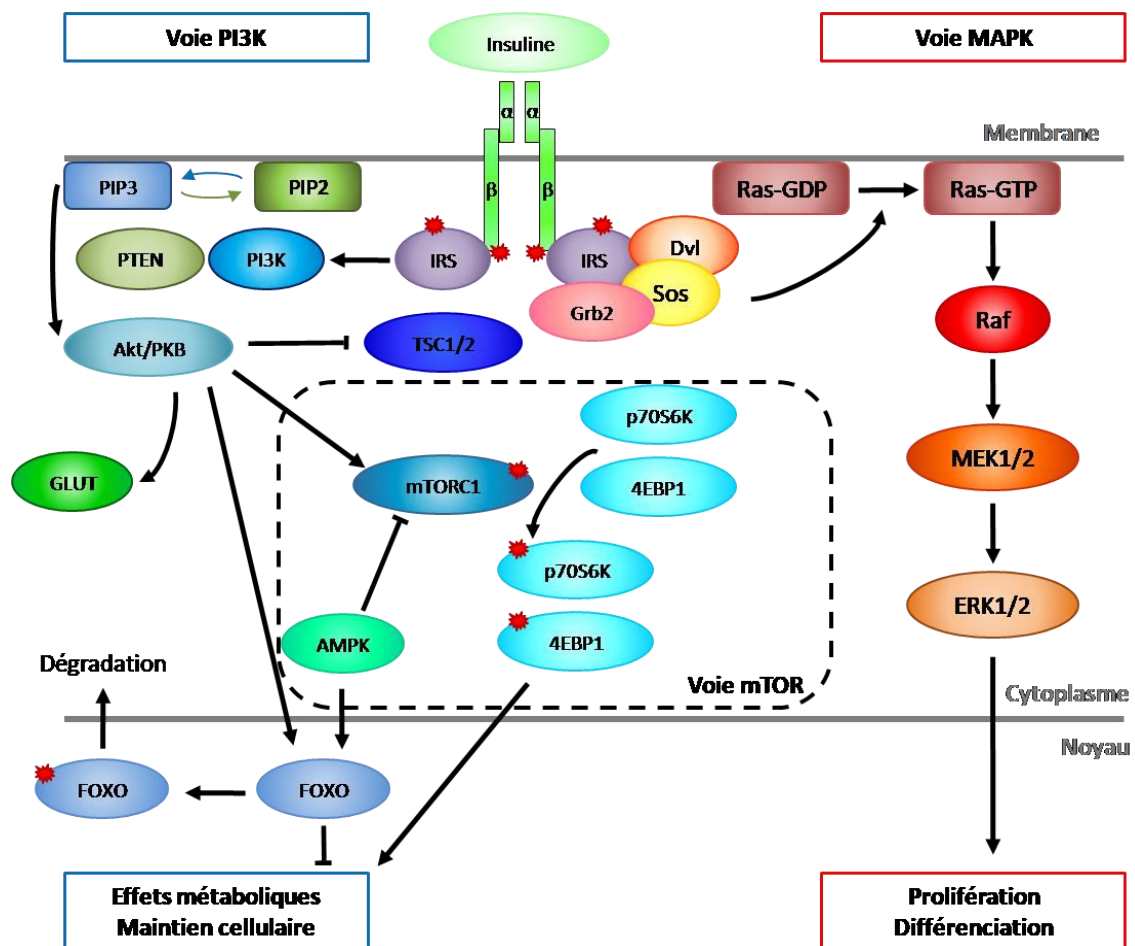 Voie PI3K
Insuline
Voie MAPK
α
α
Membrane
PIP3
PIP2
β
β
Ras-GDP
Ras-GTP
PTEN
PI3K
IRS
IRS
Dvl
Sos
Grb2
Raf
Akt/PKB
TSC1/2
p70S6K
MEK1/2
GLUT
mTORC1
4EBP1
p70S6K
ERK1/2
AMPK
4EBP1
Dégradation
Voie mTOR
Cytoplasme
Noyau
FOXO
FOXO
Effets métaboliques
Maintien cellulaire
Prolifération
Différenciation